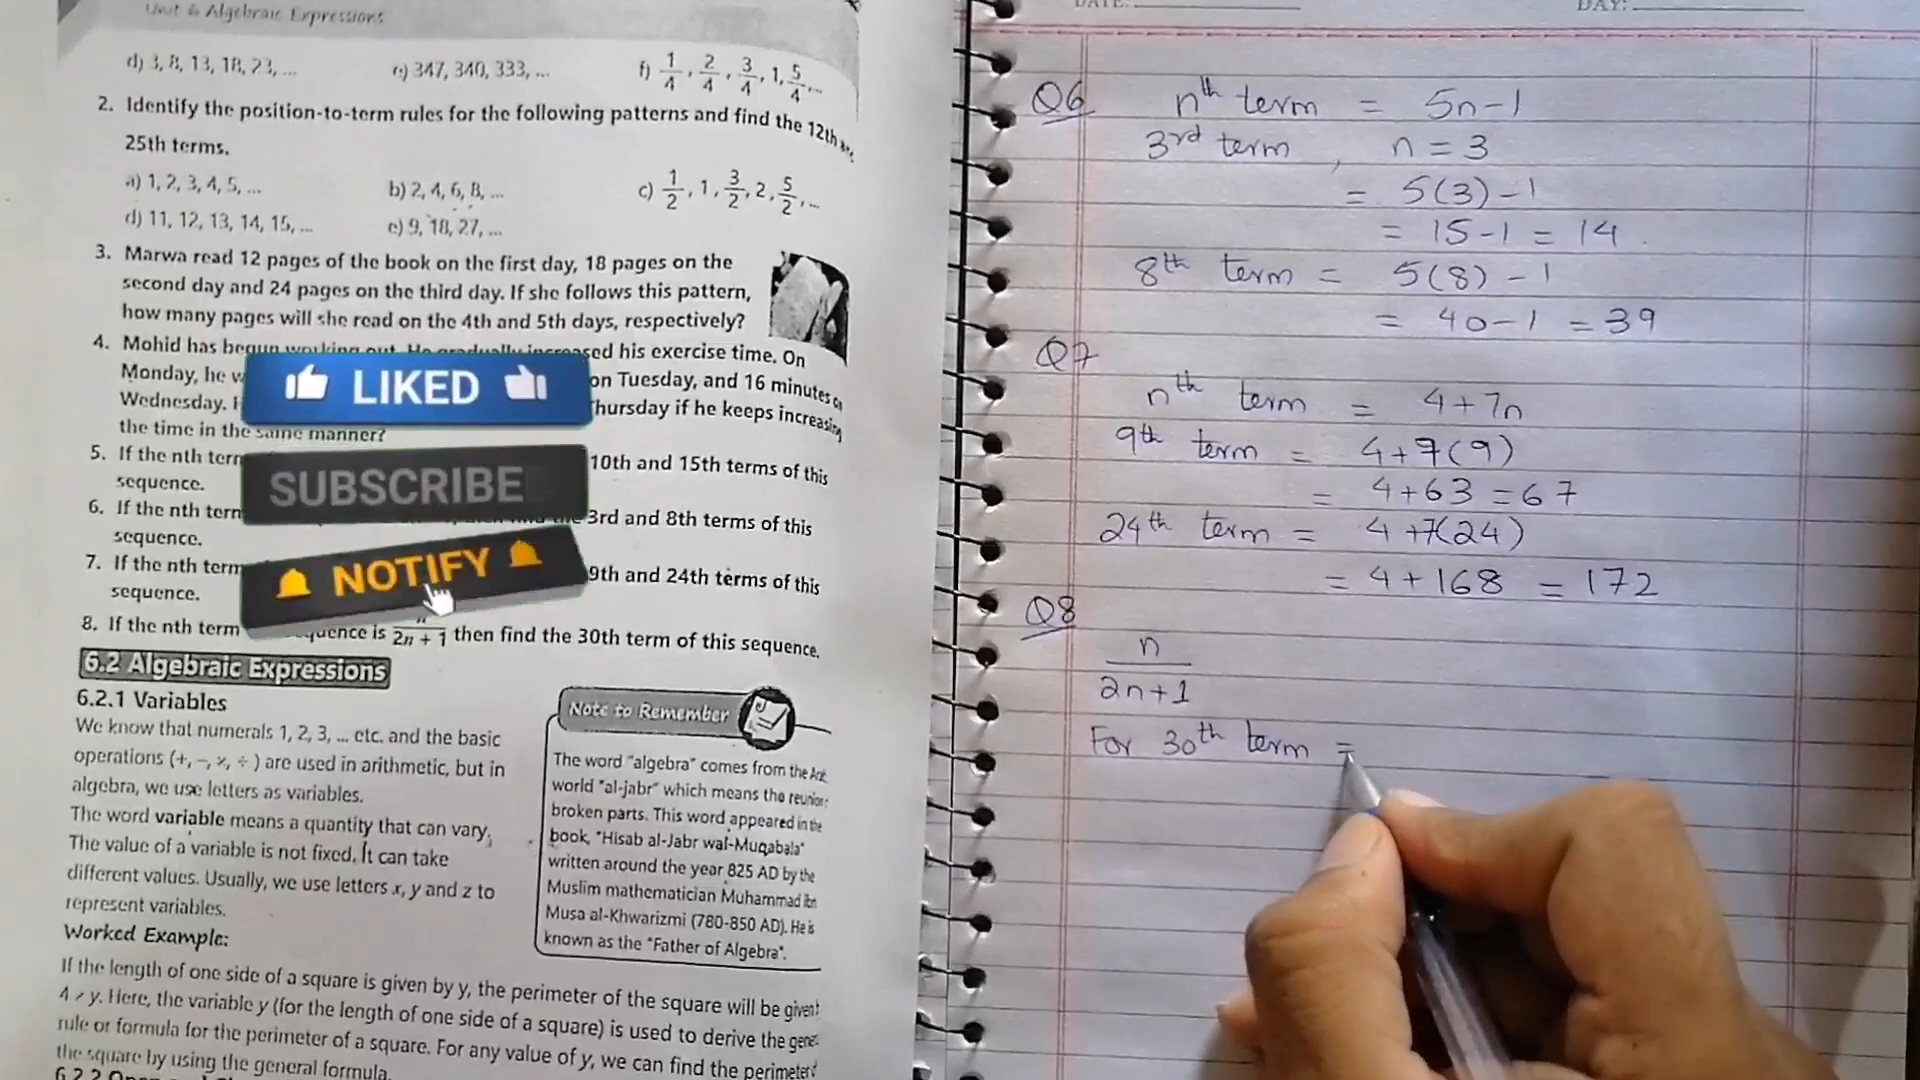 Unit 6 Algebraic Expressions
d) 3, 8, 13, 18, 23, ...
e) 347, 340, 333, ...
f) 1/4, 2/4, 3/4, 1, 5/4, ...
2. Identify the position-to-term rules for the following patterns and find the 12th
25th terms.
a) 1, 2, 3, 4, 5, ...
b) 2, 4, 6, 8, ...
c) 1/2, 1, 3/2, 2, 5/2, ...
d) 11, 12, 13, 14, 15, ...
e) 9, 18, 27, ...
3. Marwa read 12 pages of the book on the first day, 18 pages on the
second day and 24 pages on the third day. If she follows this pattern,
how many pages will she read on the 4th and 5th days, respectively?
4. Mohid has begun working out. He gradually increased his exercise time. On
Monday, he on Tuesday, and 16 minutes
Wednesday. Thursday if he keeps increasing
the time in the same manner?
5. If the nth term 10th and 15th terms of this
sequence.
6. If the nth term 3rd and 8th terms of this
sequence.
7. If the nth term 9th and 24th terms of this
sequence.
8. If the nth term sequence is n/2n + 1 then find the 30th term of this sequence.
LIKED
SUBSCRIBE
NOTIFY
6.2 Algebraic Expressions
6.2.1 Variables
We know that numerals 1, 2, 3, ... etc. and the basic
operations (+, −, ×, ÷ ) are used in arithmetic, but in
algebra, we use letters as variables.
The word variable means a quantity that can vary.
The value of a variable is not fixed. It can take
different values. Usually, we use letters x, y and z to
represent variables.
Worked Example:
Note to Remember
The word "algebra" comes from the
world "al-jabr" which means the reunion
broken parts. This word appeared in the
book, "Hisab al-Jabr wal-Muqabala"
written around the year 825 AD by the
Muslim mathematician Muhammad ibn
Musa al-Khwarizmi (780-850 AD). He is
known as the "Father of Algebra".
If the length of one side of a square is given by y, the perimeter of the square will be given
4 × y. Here, the variable y (for the length of one side of a square) is used to derive the
rule or formula for the perimeter of a square. For any value of y, we can find the perimeter
the square by using the general formula.
DATE:
DAY:
Q6 nth term = 5n-1
3rd term, n = 3
= 5(3)-1
= 15-1 = 14.
8th term = 5(8)-1
= 40-1 = 39
Q7
nth term = 4+7n
9th term = 4+7(9)
= 4+63 = 67
24th term = 4+7(24)
= 4+168 = 172
Q8
n
2n+1
For 30th term =